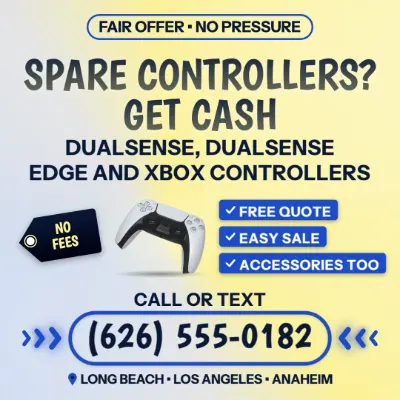 FAIR OFFER • NO PRESSURE
SPARE CONTROLLERS?
GET CASH
DUALSENSE, DUALSENSE
EDGE AND XBOX CONTROLLERS
NO
FEES
✓ FREE QUOTE
✓ EASY SALE
✓ ACCESSORIES TOO
CALL OR TEXT
(626) 555-0182
LONG BEACH • LOS ANGELES • ANAHEIM